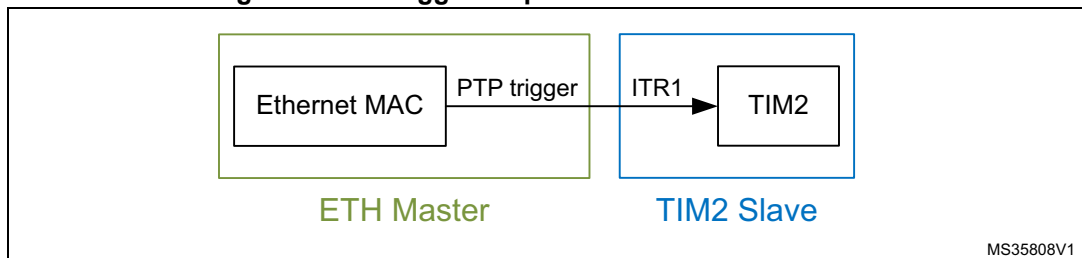 PTP trigger
ITR1
Ethernet MAC
TIM2
ETH Master
TIM2 Slave
MS35808V1